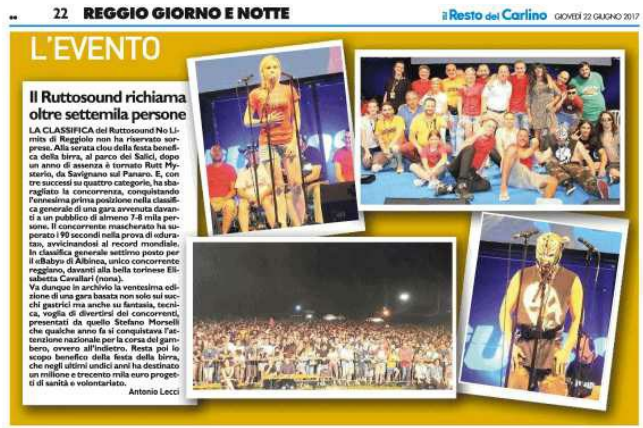 22 REGGIO GIORNO E NOTTE
il Resto del Carlino GIOVEDÌ 22 GIUGNO 2017
L'EVENTO
Il Ruttosound richiama
oltre settemila persone
LA CLASSIFICA del Ruttosound No Li-
mits di Reggiolo non ha riservato sor-
prese. Alla serata clou della festa benefi-
ca della birra, al parco dei Salici, dopo
un anno di assenza è tornato Rutt My-
sterio, da Savignano sul Panaro. E, con
tre successi su quattro categorie, ha sba-
ragliato la concorrenza, conquistando
l'ennesima prima posizione nella classifi-
ca generale di una gara avvenuta davan-
ti a un pubblico di almeno 7-8 mila per-
sone. Il concorrente mascherato ha su-
perato i 90 secondi nella prova di «dura-
ta», avvicinandosi al record mondiale.
In classifica generale settimo posto per
il «Baby» di Albinea, unico concorrente
reggiano, davanti alla bella torinese Eli-
sabetta Cavallari (nona).
Va dunque in archivio la ventesima edi-
zione di una gara basata non solo sui suc-
chi gastrici ma anche su fantasia, tecni-
ca, voglia di divertirsi dei concorrenti,
presentati da quello Stefano Morselli
che qualche anno fa si conquistava l'at-
tenzione nazionale per la corsa del gam-
bero, ovvero all'indietro. Resta poi lo
scopo benefico della festa della birra,
che negli ultimi undici anni ha destinato
un milione e trecento mila euro proget-
ti di sanità e volontariato.
Antonio Lecci